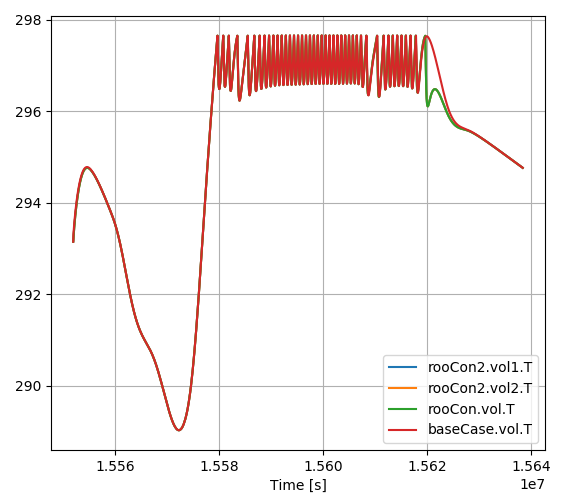 298
296
294
292
290
rooCon2.vol1.T
rooCon2.vol2.T
rooCon.vol.T
baseCase.vol.T
1.556 1.558 1.560 1.562 1.564
Time [s] 1e7